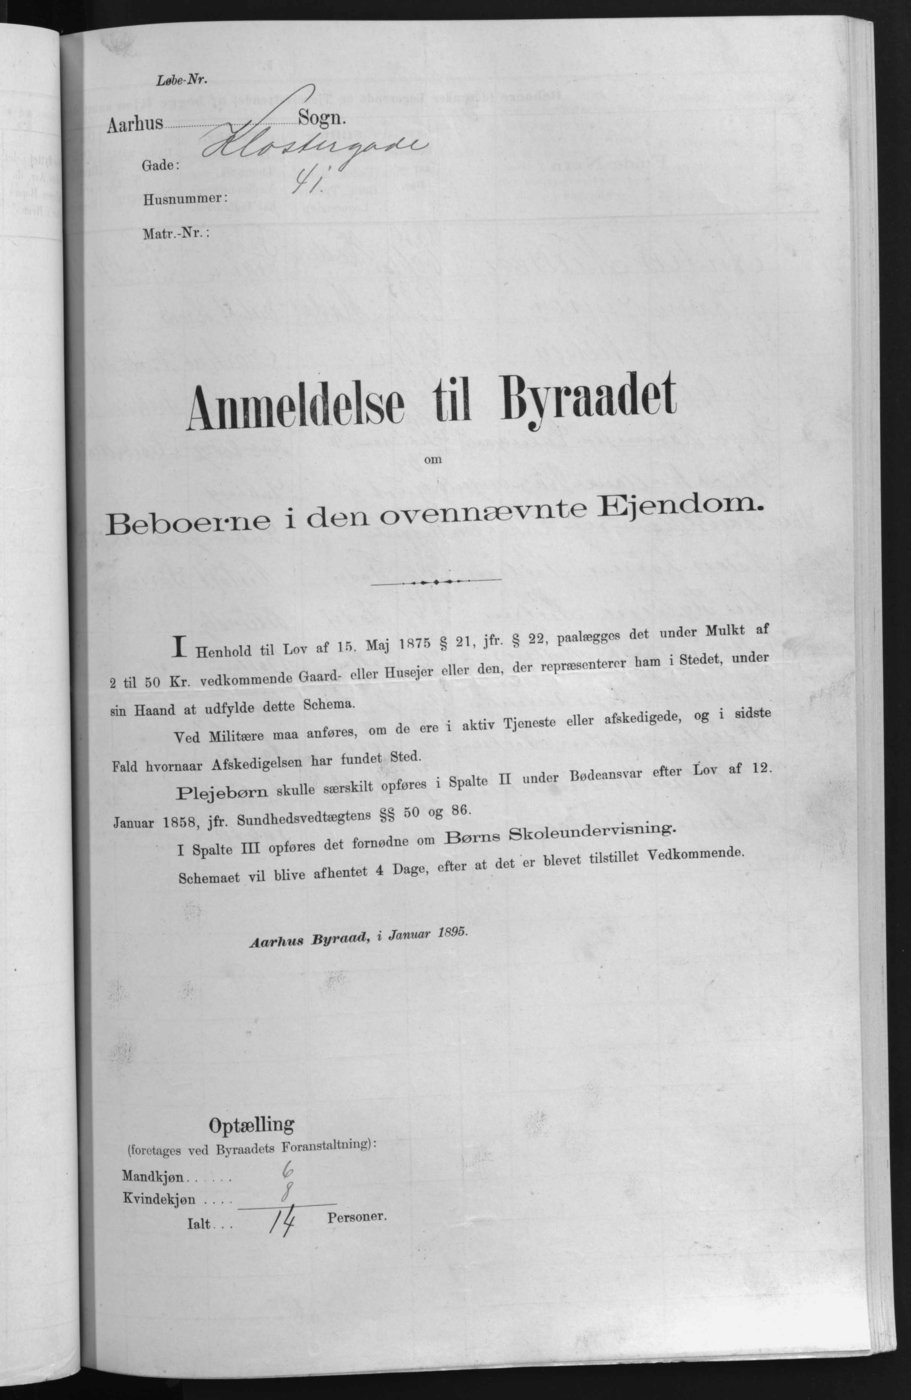 Løbe-Nr.
Aarhus Sogn.
Gade: Klostergade
Husnummer: 41.
Matr.-Nr.:
Anmeldelse til Byraadet
om
Beboerne i den ovennævnte Ejendom.
I Henhold til Lov af 15. Maj 1875 § 21, jfr. § 22, paalægges det under Mulkt af
2 til 50 Kr. vedkommende Gaard- eller Husejer eller den, der repræsenterer ham i Stedet, under
sin Haand at udfylde dette Schema.
Ved Militære maa anføres, om de ere i aktiv Tjeneste eller afskedigede, og i sidste
Fald hvornaar Afskedigelsen har fundet Sted.
Plejebørn skulle særskilt opføres i Spalte II under Bødeansvar efter Lov af 12.
Januar 1858, jfr. Sundhedsvedtægtens §§ 50 og 86.
I Spalte III opføres det fornødne om Børns Skoleundervisning.
Schemaet vil blive afhentet 4 Dage, efter at det er blevet tilstillet Vedkommende.
Aarhus Byraad, i Januar 1895.
Optælling
(foretages ved Byraadets Foranstaltning):
Mandkjøn...... 6
Kvindekjøn .... 8
Ialt... 14 Personer.